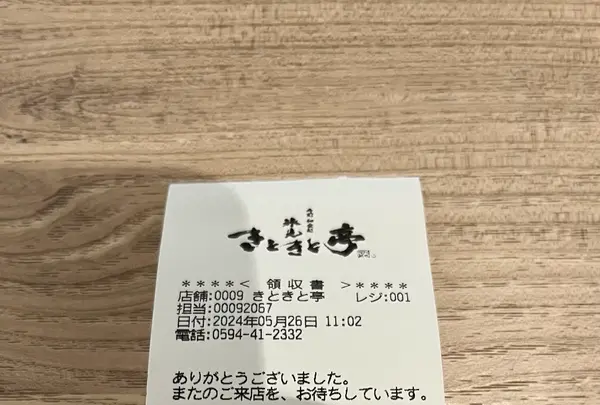 きときと亭
****< 領収書 >****
店舗:0009 きときと亭 レジ:001
担当:00092067
日付:2024年05月26日 11:02
電話:0594-41-2332
ありがとうございました。
またのご来店を、お待ちしています。